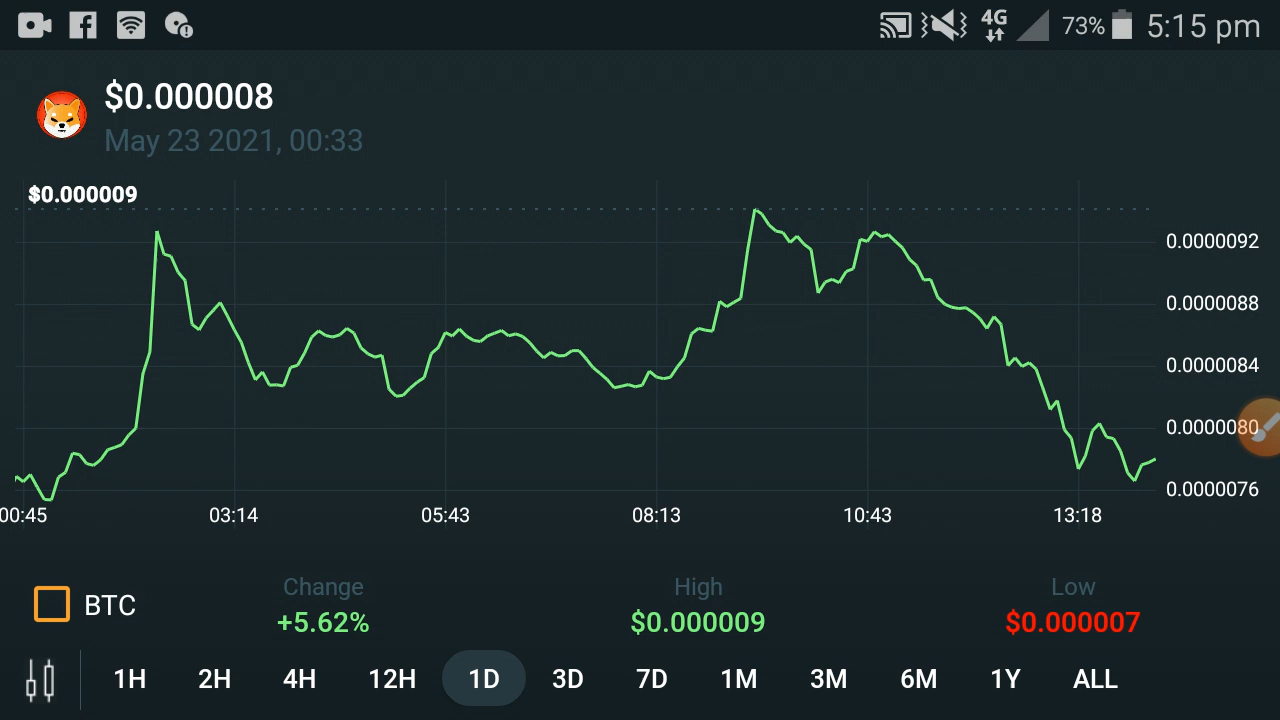 4G 73% 5:15 pm
$0.000008
May 23 2021, 00:33
$0.000009
0.0000092
0.0000088
0.0000084
0.0000080
0.0000076
00:45 03:14 05:43 08:13 10:43 13:18
Change High Low
BTC +5.62% $0.000009 $0.000007
1H 2H 4H 12H 1D 3D 7D 1M 3M 6M 1Y ALL